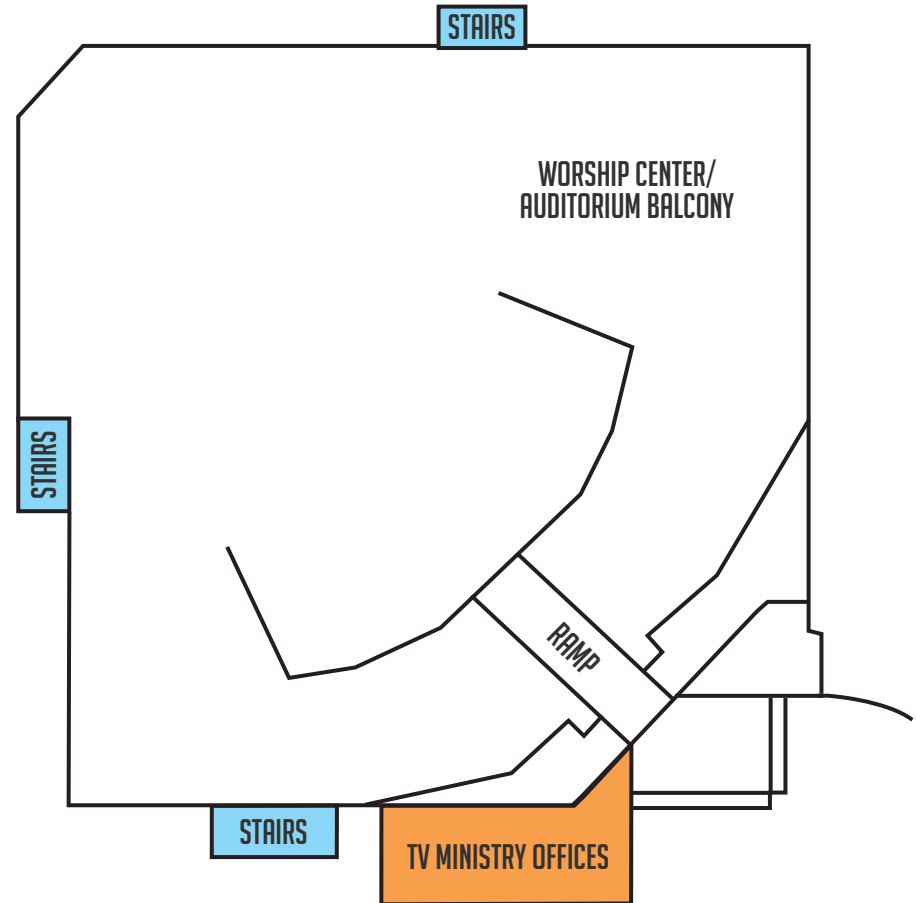 STAIRS
WORSHIP CENTER/
AUDITORIUM BALCONY
STAIRS
RAMP
STAIRS
TV MINISTRY OFFICES